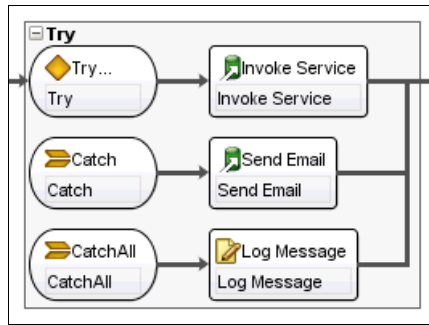 Try
Try...
Try
Invoke Service
Invoke Service
Catch
Catch
Send Email
Send Email
CatchAll
CatchAll
Log Message
Log Message